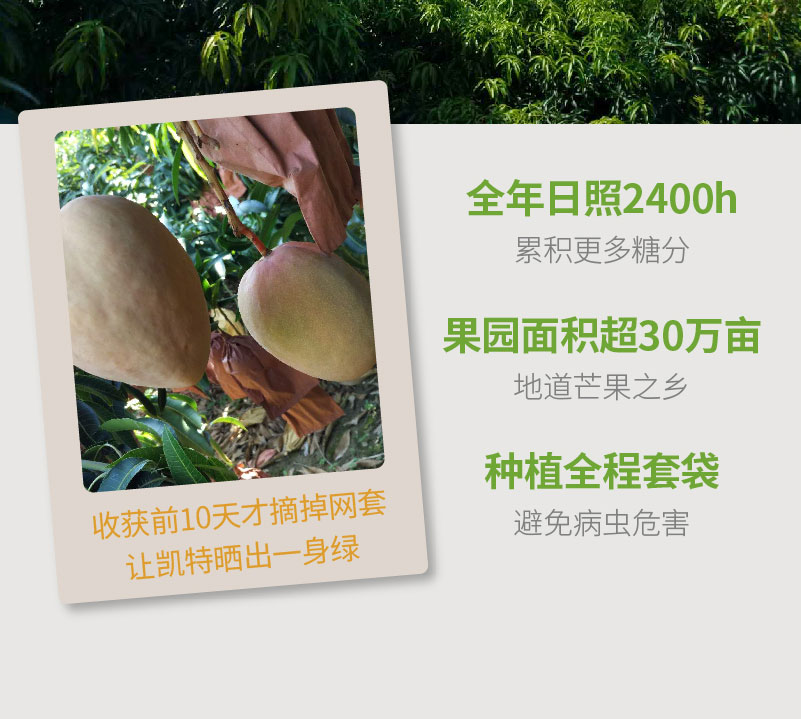 全年日照2400h
累积更多糖分
果园面积超30万亩
地道芒果之乡
种植全程套袋
避免病虫危害
收获前10天才摘掉网套
让凯特晒出一身绿